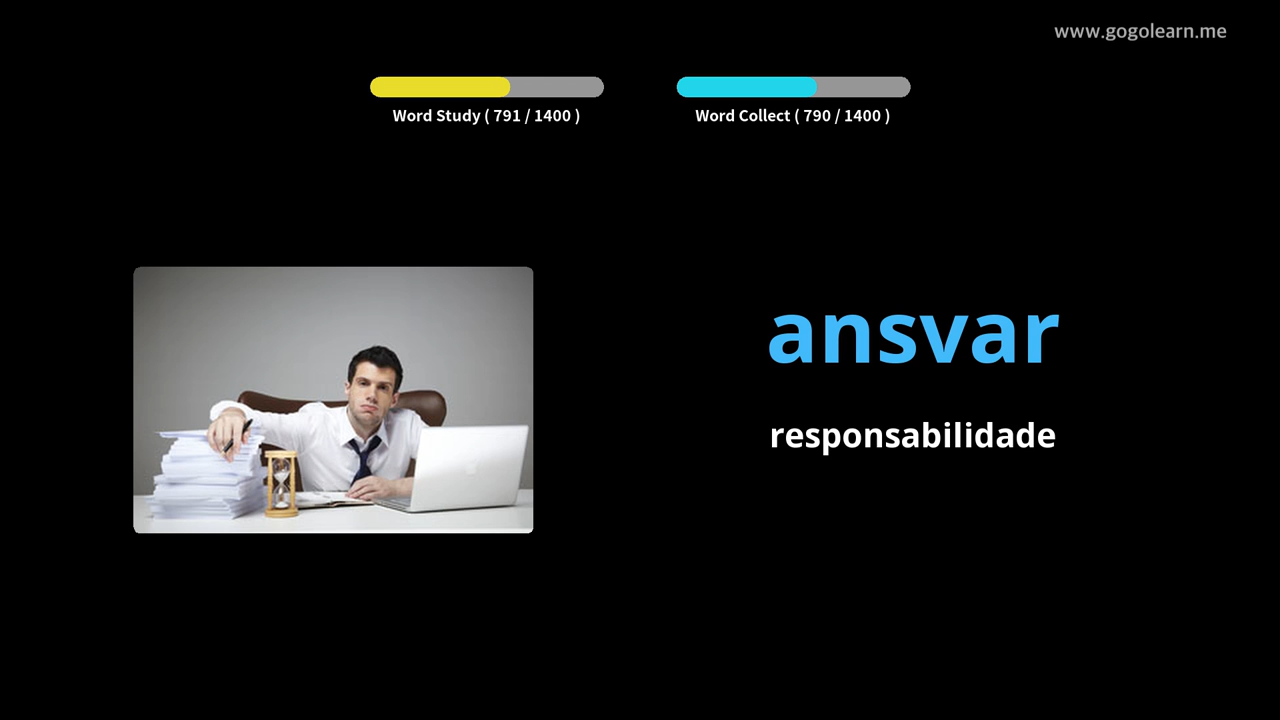 www.gogolearn.me
Word Study ( 791 / 1400 )
Word Collect ( 790 / 1400 )
ansvar
responsabilidade